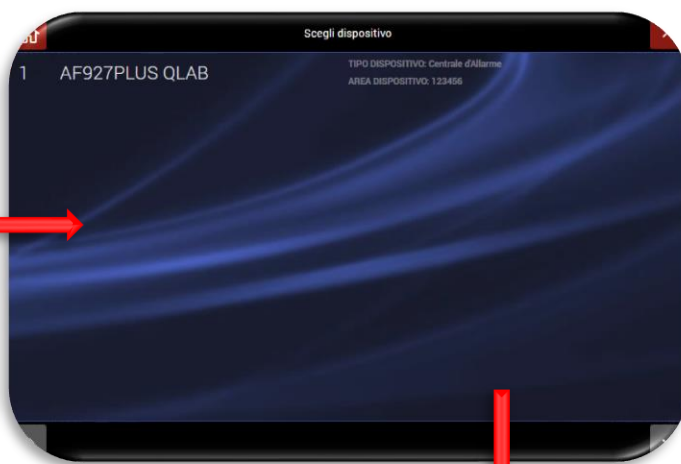 Scegli dispositivo
1 AF927PLUS QLAB
TIPO DISPOSITIVO: Centrale d'Allarme
AREA DISPOSITIVO: 123456